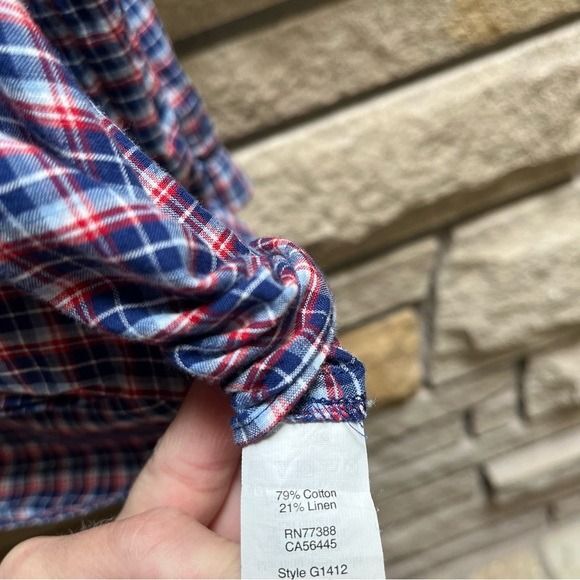 79% Cotton
21% Linen
RN77388
CA56445
Style G1412